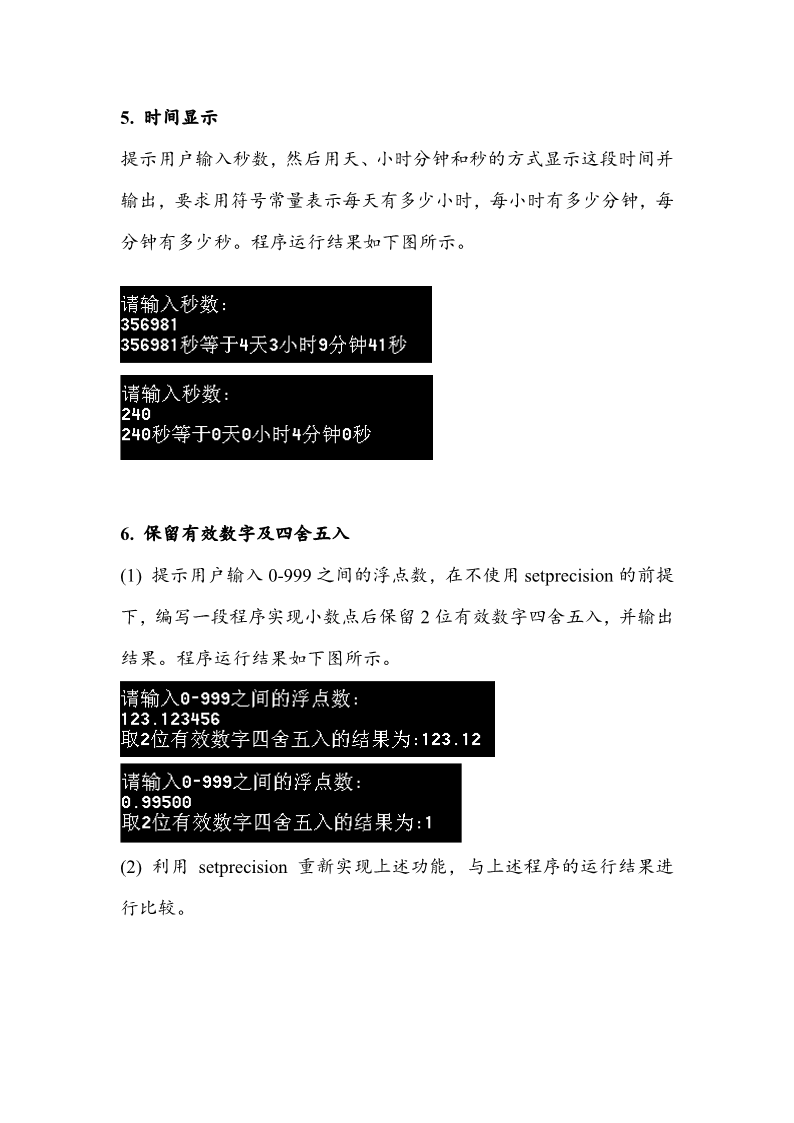 5. 时间显示
提示用户输入秒数，然后用天、小时分钟和秒的方式显示这段时间并
输出，要求用符号常量表示每天有多少小时，每小时有多少分钟，每
分钟有多少秒。程序运行结果如下图所示。
请输入秒数：
356981
356981秒等于4天3小时9分钟41秒
请输入秒数：
240
240秒等于0天0小时4分钟0秒
6. 保留有效数字及四舍五入
(1) 提示用户输入 0-999 之间的浮点数，在不使用 setprecision 的前提
下，编写一段程序实现小数点后保留 2 位有效数字四舍五入，并输出
结果。程序运行结果如下图所示。
请输入0-999之间的浮点数：
123.123456
取2位有效数字四舍五入的结果为:123.12
请输入0-999之间的浮点数：
0.99500
取2位有效数字四舍五入的结果为:1
(2) 利用 setprecision 重新实现上述功能，与上述程序的运行结果进
行比较。